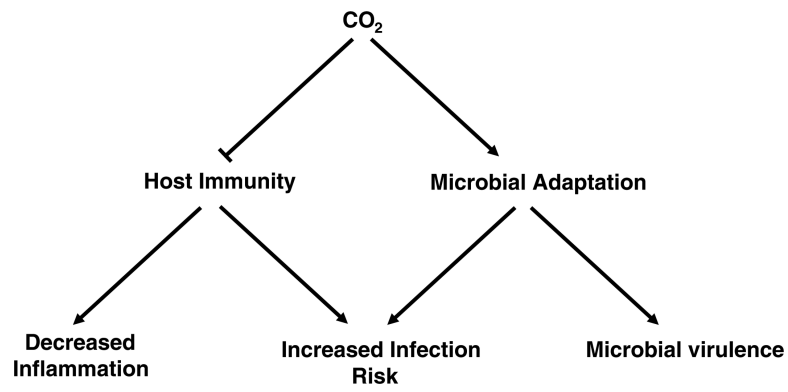 CO₂
Host Immunity
Microbial Adaptation
Decreased
Inflammation
Increased Infection
Risk
Microbial virulence